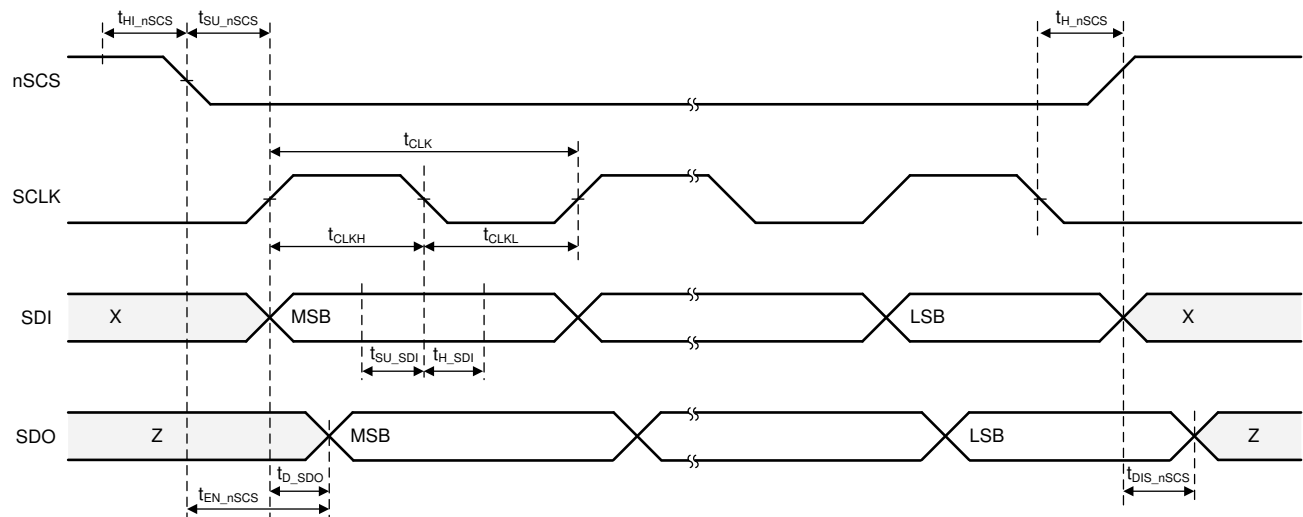 tHI_nSCS tSU_nSCS tH_nSCS
nSCS
tCLK
SCLK
tCLKH tCLKL
SDI X MSB LSB X
tSU_SDI tH_SDI
SDO Z MSB LSB Z
tD_SDO
tEN_nSCS
tDIS_nSCS